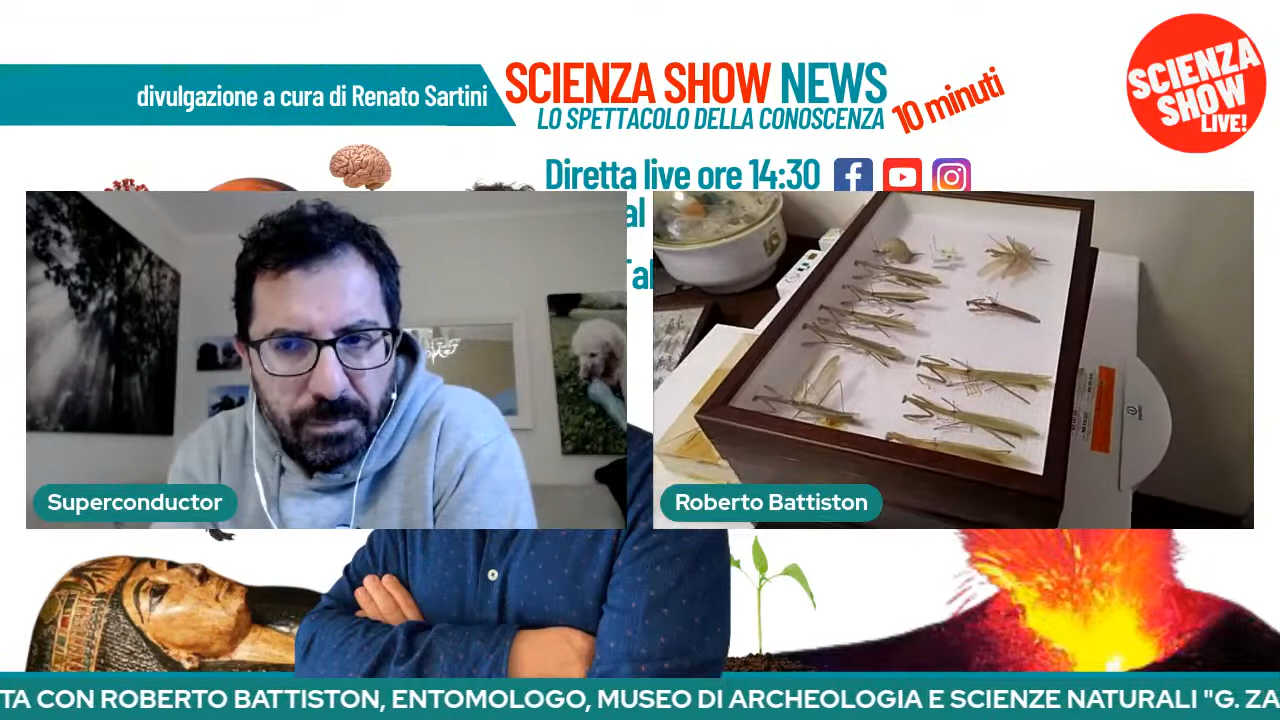 divulgazione a cura di Renato Sartini
SCIENZA SHOW NEWS
LO SPETTACOLO DELLA CONOSCENZA
10 minuti
SCIENZA
SHOW
LIVE!
Diretta live ore 14:30
al
Superconductor
Roberto Battiston
TA CON ROBERTO BATTISTON, ENTOMOLOGO, MUSEO DI ARCHEOLOGIA E SCIENZE NATURALI "G. ZA